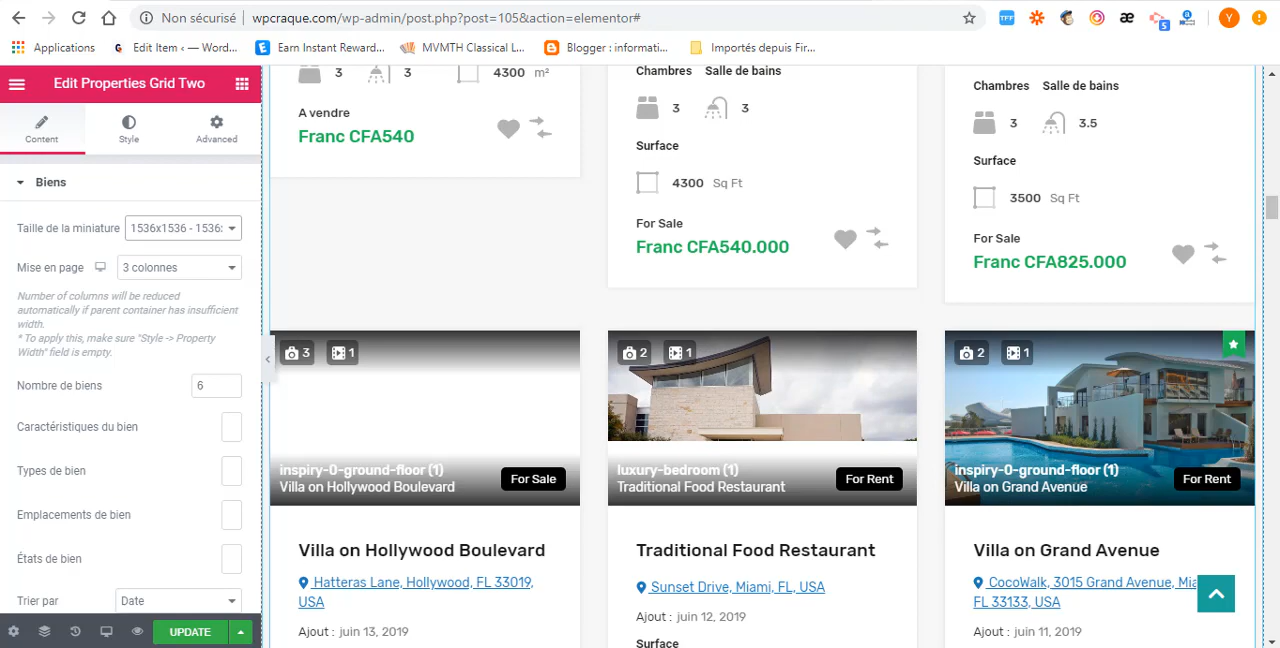 Non sécurisé | wpcraque.com/wp-admin/post.php?post=105&action=elementor#
TFF æ 5 Y
Applications G Edit Item ‹ — Word... Earn Instant Reward... MVMTH Classical L... Blogger : informati... Importés depuis Fir...
Edit Properties Grid Two
Content Style Advanced
Biens
Taille de la miniature 1536x1536 - 1536:
Mise en page 3 colonnes
Number of columns will be reduced
automatically if parent container has insufficient
width.
* To apply this, make sure "Style -> Property
Width" field is empty.
Nombre de biens 6
Caractéristiques du bien
Types de bien
Emplacements de bien
États de bien
Trier par Date
UPDATE
3 3 4300 m²
A vendre
Franc CFA540
Chambres Salle de bains
3 3
Surface
4300 Sq Ft
For Sale
Franc CFA540.000
Chambres Salle de bains
3 3.5
Surface
3500 Sq Ft
For Sale
Franc CFA825.000
3 1
inspiry-0-ground-floor (1)
Villa on Hollywood Boulevard For Sale
Villa on Hollywood Boulevard
Hatteras Lane, Hollywood, FL 33019,
USA
Ajout : juin 13, 2019
2 1
luxury-bedroom (1)
Traditional Food Restaurant For Rent
Traditional Food Restaurant
Sunset Drive, Miami, FL, USA
Ajout : juin 12, 2019
Surface
2 1
inspiry-0-ground-floor (1)
Villa on Grand Avenue For Rent
Villa on Grand Avenue
CocoWalk, 3015 Grand Avenue, Mia
FL 33133, USA
Ajout : juin 11, 2019